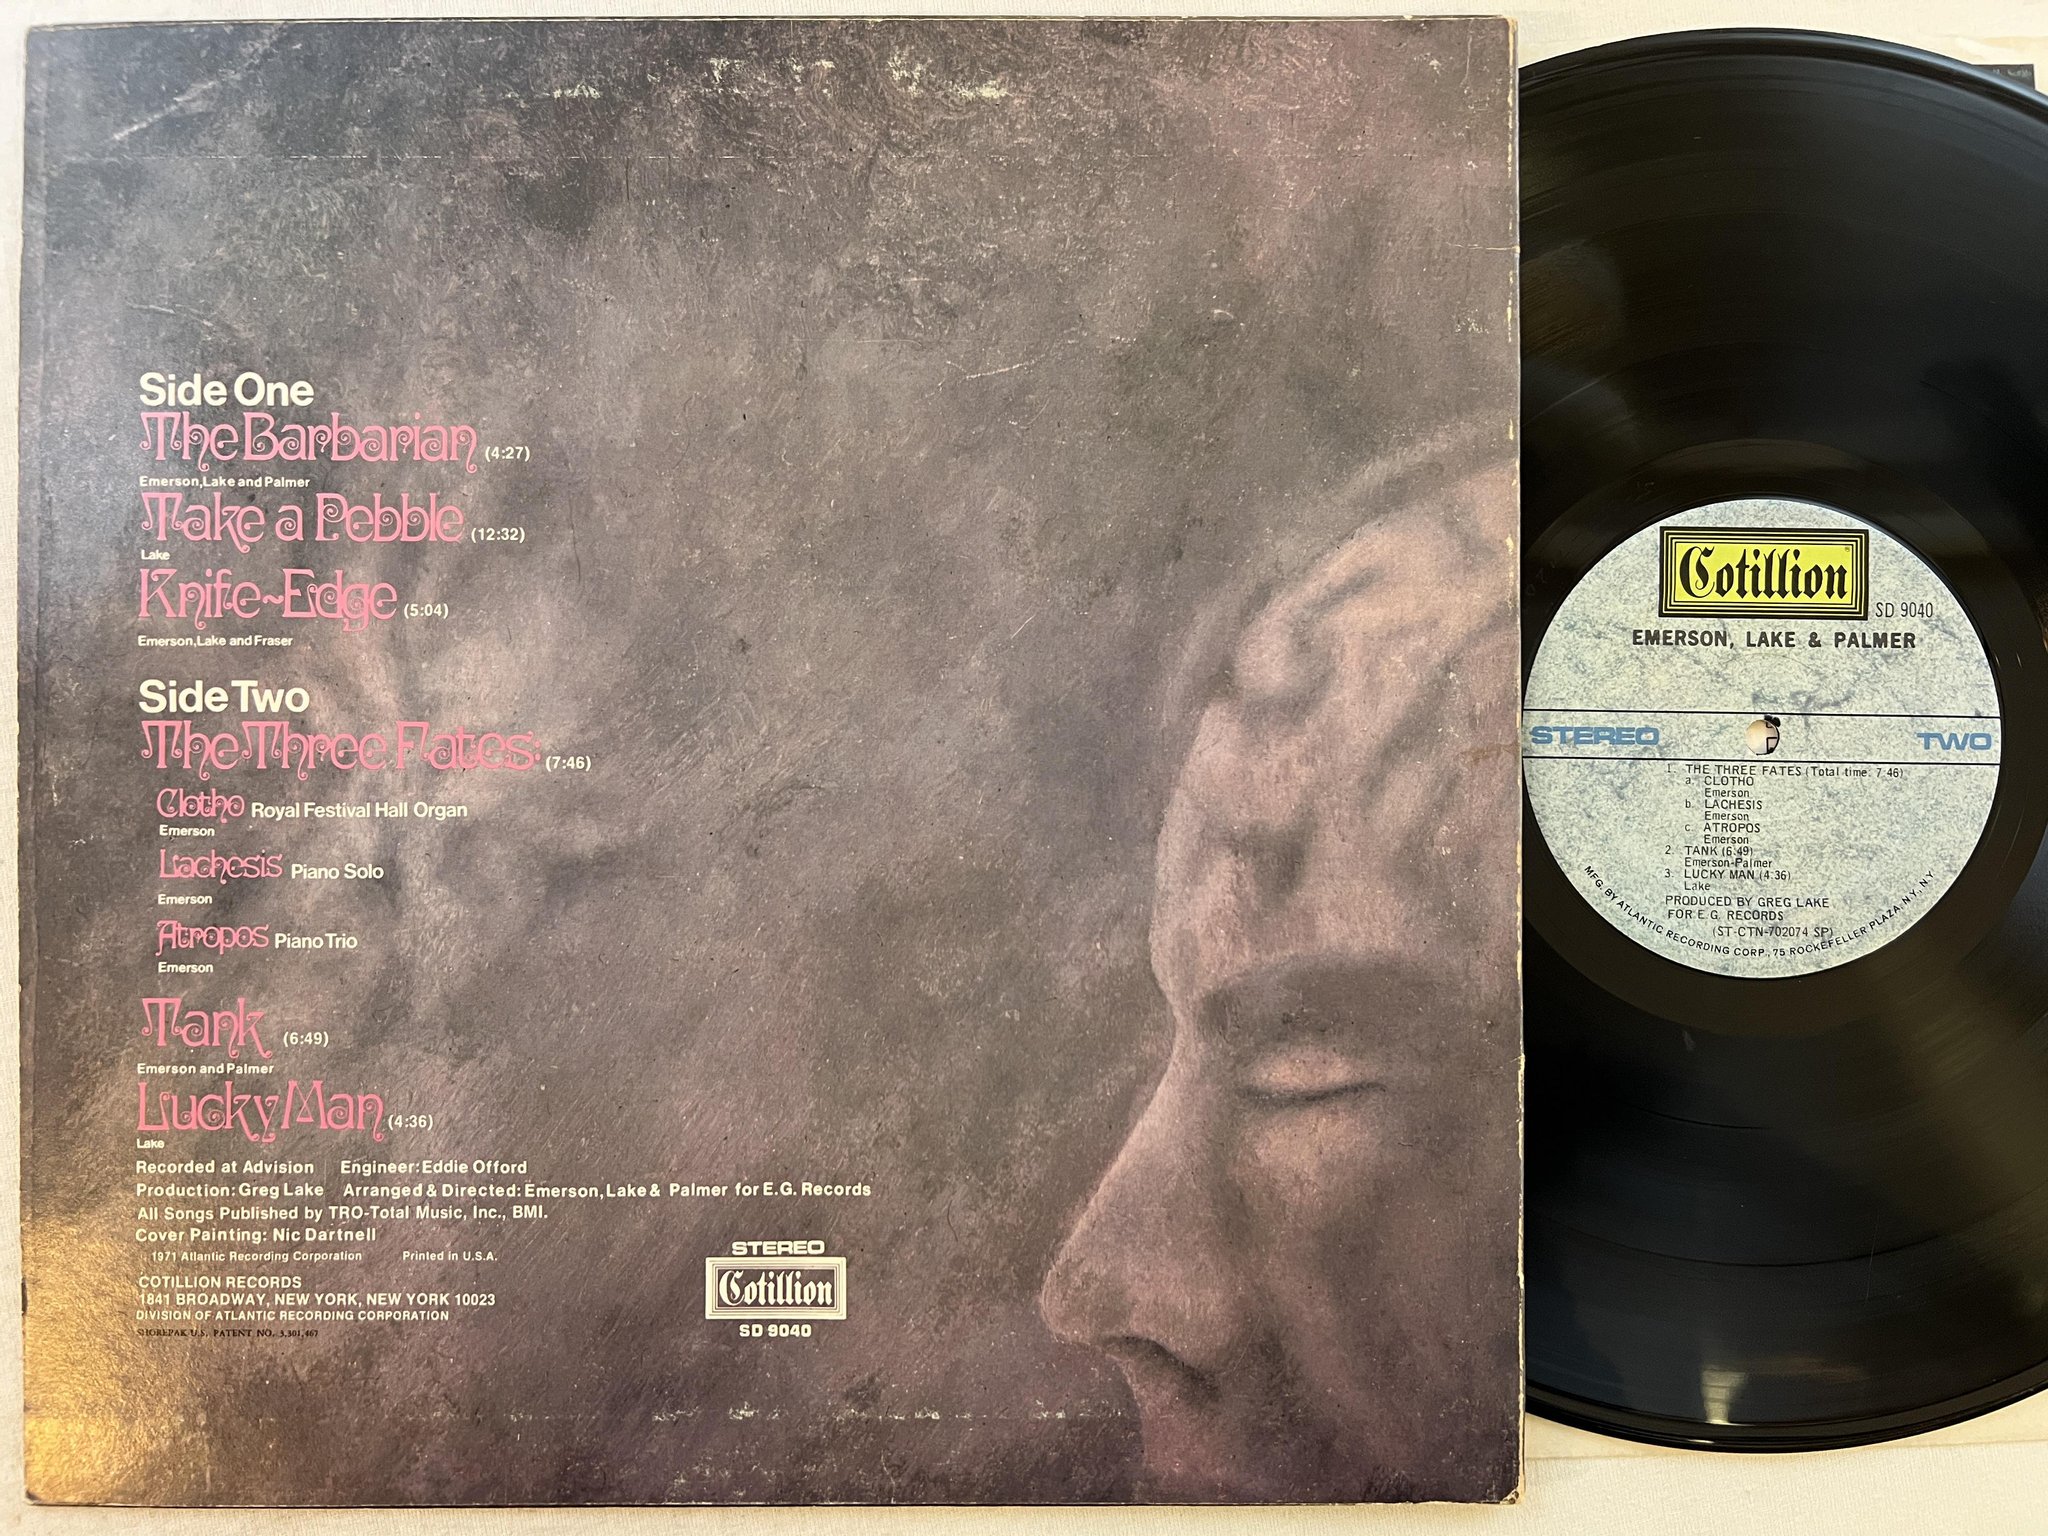 Side One
The Barbarian (4:27)
Emerson, Lake and Palmer
Take a Pebble (12:32)
Lake
Knife~Edge (5:04)
Emerson, Lake and Fraser
Side Two
The Three Fates: (7:46)
Clotho Royal Festival Hall Organ
Emerson
Lachesis Piano Solo
Emerson
Atropos Piano Trio
Emerson
Tank (6:49)
Emerson and Palmer
Lucky Man (4:36)
Lake
Recorded at Advision Engineer: Eddie Offord
Production: Greg Lake Arranged & Directed: Emerson, Lake & Palmer for E.G. Records
All Songs Published by TRO-Total Music, Inc., BMI.
Cover Painting: Nic Dartnell
1971 Atlantic Recording Corporation Printed in U.S.A.
COTILLION RECORDS
1841 BROADWAY, NEW YORK, NEW YORK 10023
DIVISION OF ATLANTIC RECORDING CORPORATION
SHOREPAK U.S. PATENT NO. 3,301,467
STEREO
Cotillion
SD 9040
Cotillion
SD 9040
EMERSON, LAKE & PALMER
STEREO TWO
1. THE THREE FATES (Total time: 7:46)
a. CLOTHO
Emerson
b. LACHESIS
Emerson
c. ATROPOS
Emerson
2. TANK (6:49)
Emerson-Palmer
3. LUCKY MAN (4:36)
Lake
PRODUCED BY GREG LAKE
FOR E.G. RECORDS
(ST-CTN-702074 SP)
MFG. BY ATLANTIC RECORDING CORP., 75 ROCKEFELLER PLAZA, N.Y., N.Y.